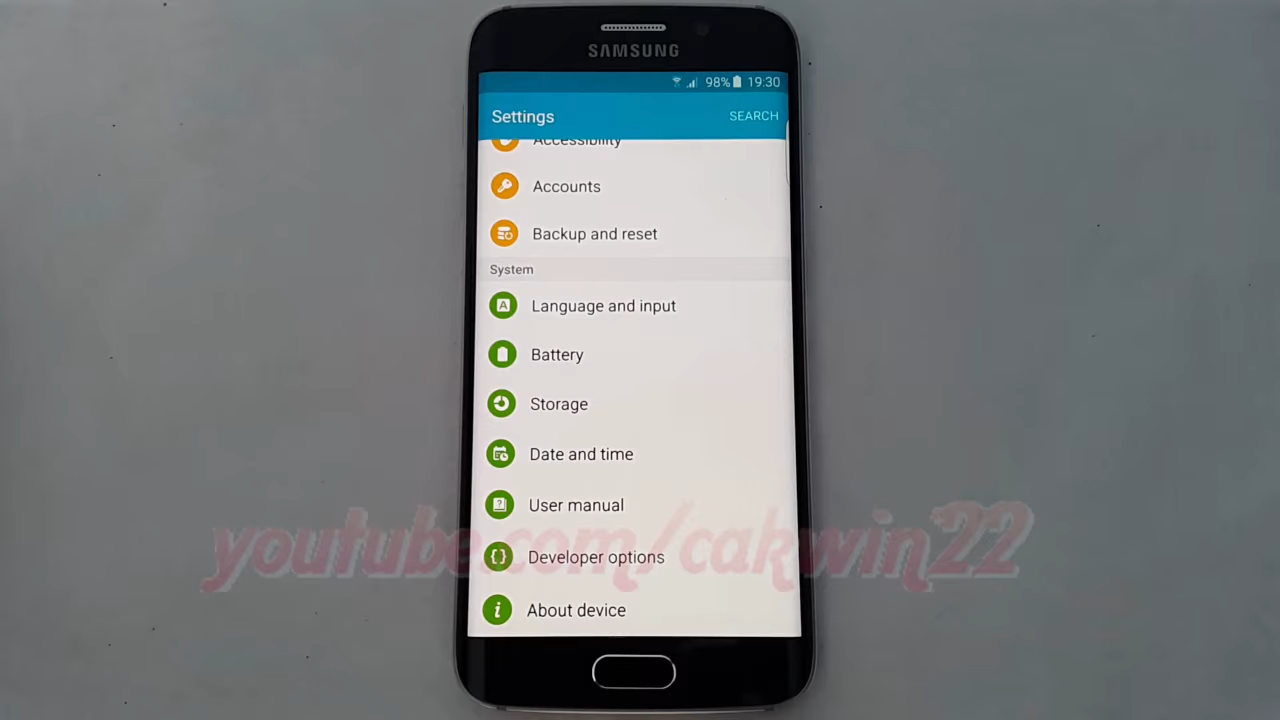 SAMSUNG
98% 19:30
Settings SEARCH
Accessibility
Accounts
Backup and reset
System
Language and input
Battery
Storage
Date and time
User manual
youtube.com/cakwin22
Developer options
About device